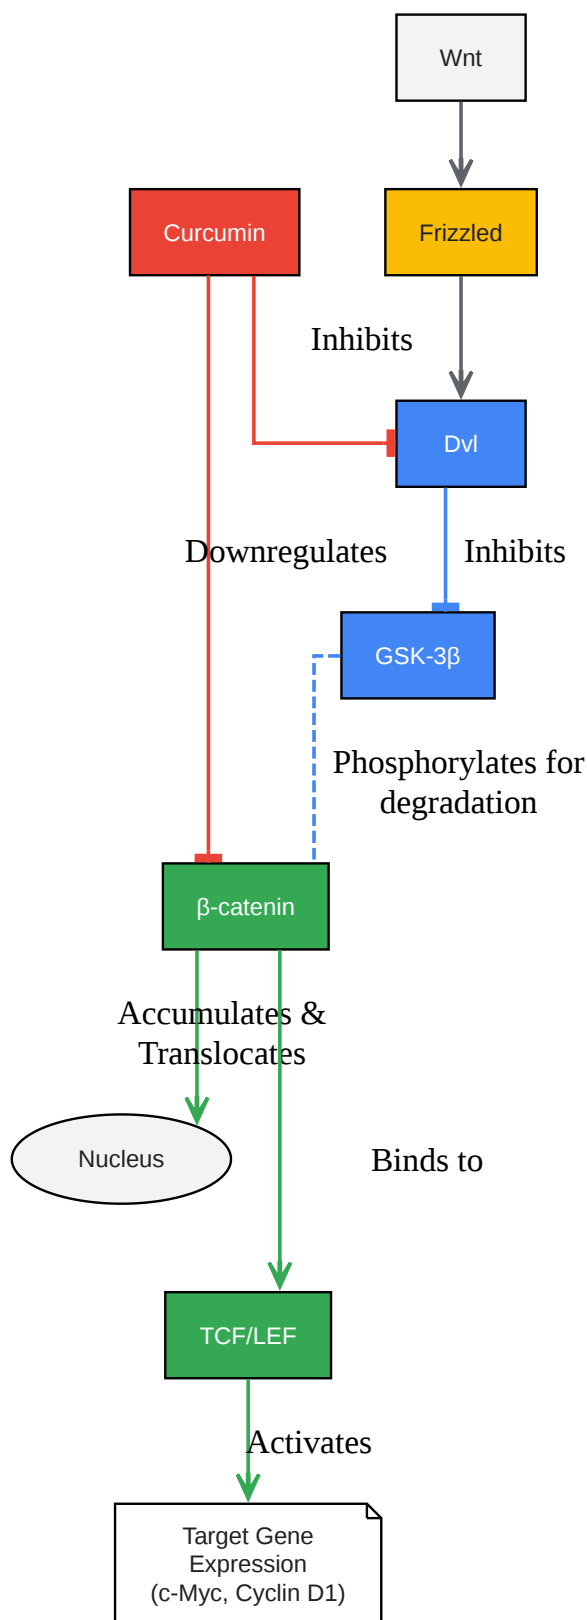 Wnt
Curcumin
Frizzled
Inhibits
Dvl
Downregulates
Inhibits
GSK-3β
Phosphorylates for
degradation
β-catenin
Accumulates &
Translocates
Nucleus
Binds to
TCF/LEF
Activates
Target Gene
Expression
(c-Myc, Cyclin D1)